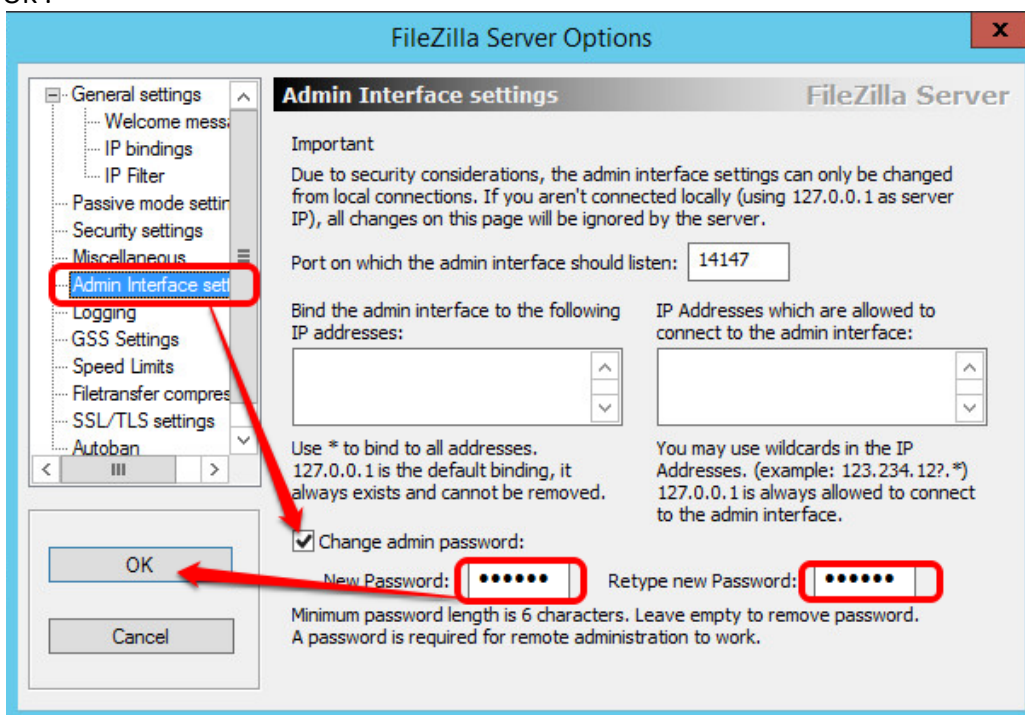 FileZilla Server Options
x
General settings
Welcome mess
IP bindings
IP Filter
Passive mode settin
Security settings
Miscellaneous
Admin Interface sett
Logging
GSS Settings
Speed Limits
Filetransfer compres
SSL/TLS settings
Autoban
OK
Cancel
Admin Interface settings
FileZilla Server
Important
Due to security considerations, the admin interface settings can only be changed
from local connections. If you aren't connected locally (using 127.0.0.1 as server
IP), all changes on this page will be ignored by the server.
Port on which the admin interface should listen: 14147
Bind the admin interface to the following
IP addresses:
Use * to bind to all addresses.
127.0.0.1 is the default binding, it
always exists and cannot be removed.
IP Addresses which are allowed to
connect to the admin interface:
You may use wildcards in the IP
Addresses. (example: 123.234.12?.*)
127.0.0.1 is always allowed to connect
to the admin interface.
Change admin password:
New Password: ●●●●●● Retype new Password: ●●●●●●
Minimum password length is 6 characters. Leave empty to remove password.
A password is required for remote administration to work.